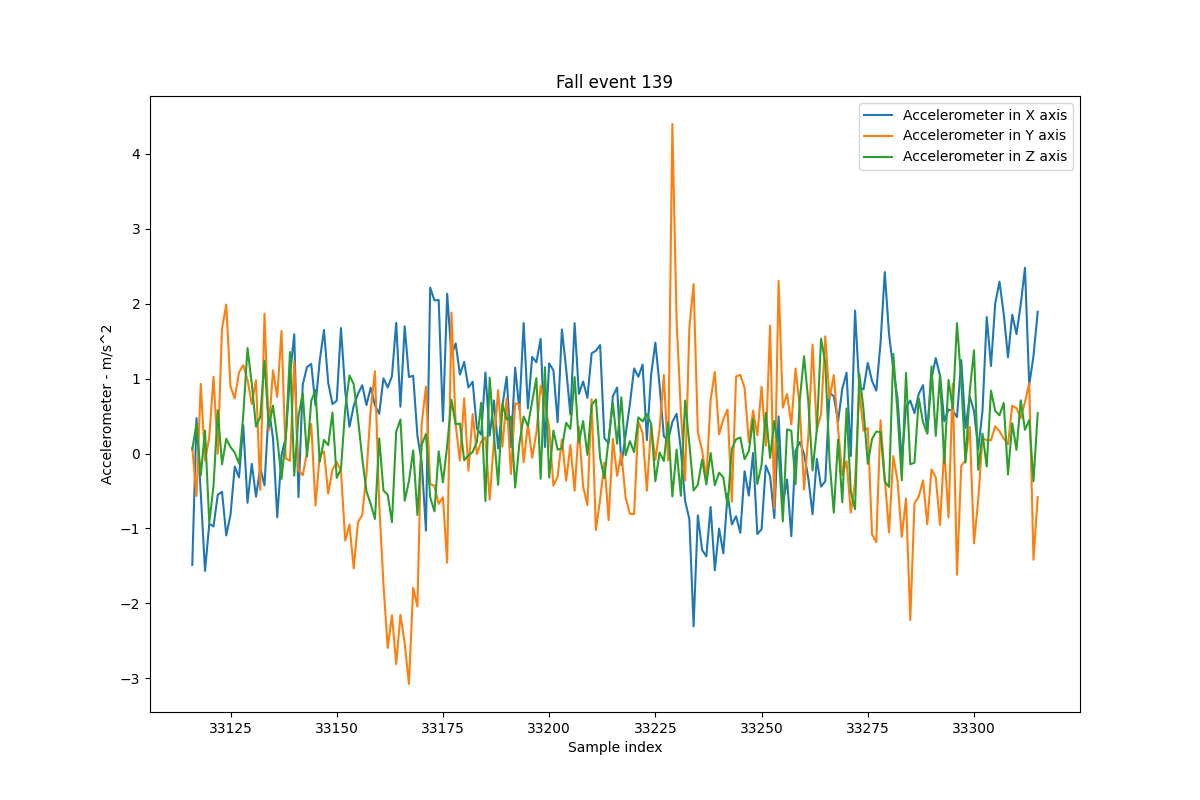 Fall event 139
Accelerometer in X axis
Accelerometer in Y axis
Accelerometer in Z axis
Accelerometer - m/s^2
4
3
2
1
0
−1
−2
−3
33125 33150 33175 33200 33225 33250 33275 33300
Sample index